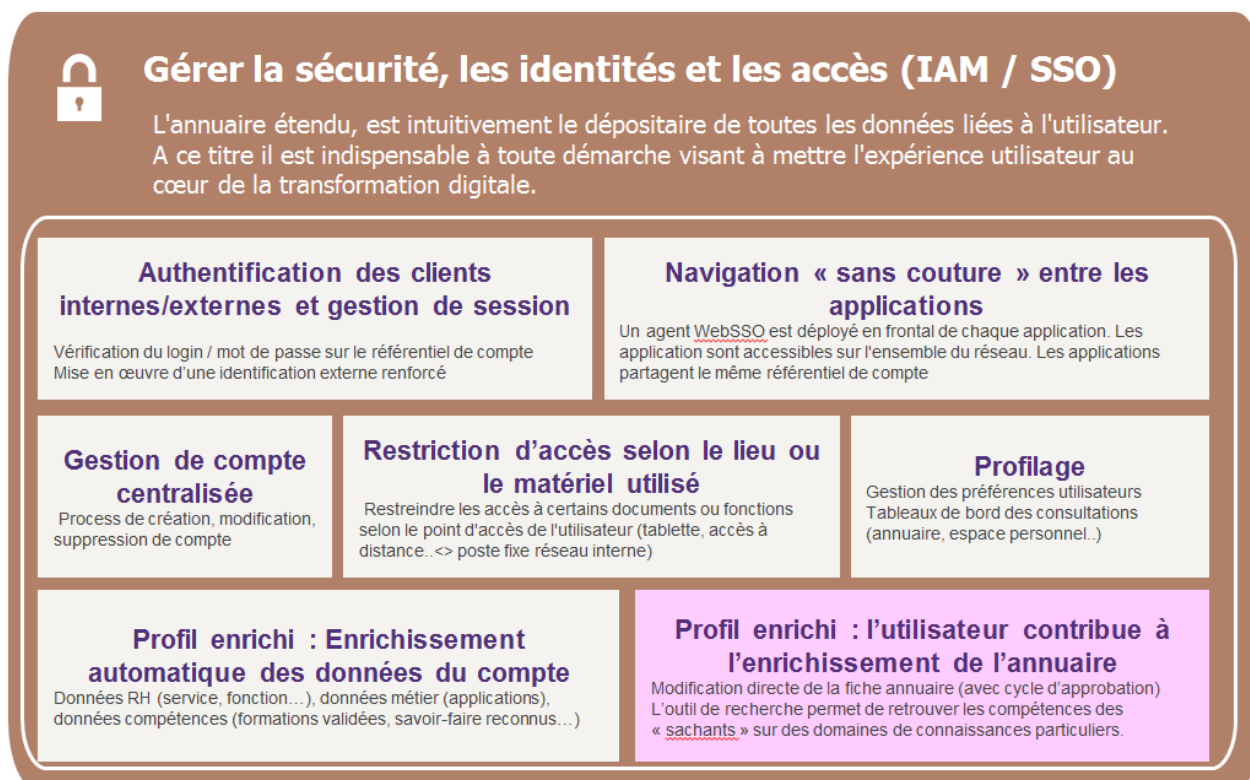 Gérer la sécurité, les identités et les accès (IAM / SSO)
L'annuaire étendu, est intuitivement le dépositaire de toutes les données liées à l'utilisateur.
A ce titre il est indispensable à toute démarche visant à mettre l'expérience utilisateur au
cœur de la transformation digitale.
Authentification des clients
internes/externes et gestion de session
Vérification du login / mot de passe sur le référentiel de compte
Mise en œuvre d'une identification externe renforcé
Navigation « sans couture » entre les
applications
Un agent WebSSO est déployé en frontal de chaque application. Les
application sont accessibles sur l'ensemble du réseau. Les applications
partagent le même référentiel de compte
Gestion de compte
centralisée
Process de création, modification,
suppression de compte
Restriction d'accès selon le lieu ou
le matériel utilisé
Restreindre les accès à certains documents ou fonctions
selon le point d'accès de l'utilisateur (tablette, accès à
distance..<> poste fixe réseau interne)
Profilage
Gestion des préférences utilisateurs
Tableaux de bord des consultations
(annuaire, espace personnel..)
Profil enrichi : Enrichissement
automatique des données du compte
Données RH (service, fonction…), données métier (applications),
données compétences (formations validées, savoir-faire reconnus…)
Profil enrichi : l'utilisateur contribue à
l'enrichissement de l'annuaire
Modification directe de la fiche annuaire (avec cycle d'approbation)
L'outil de recherche permet de retrouver les compétences des
« sachants » sur des domaines de connaissances particuliers.